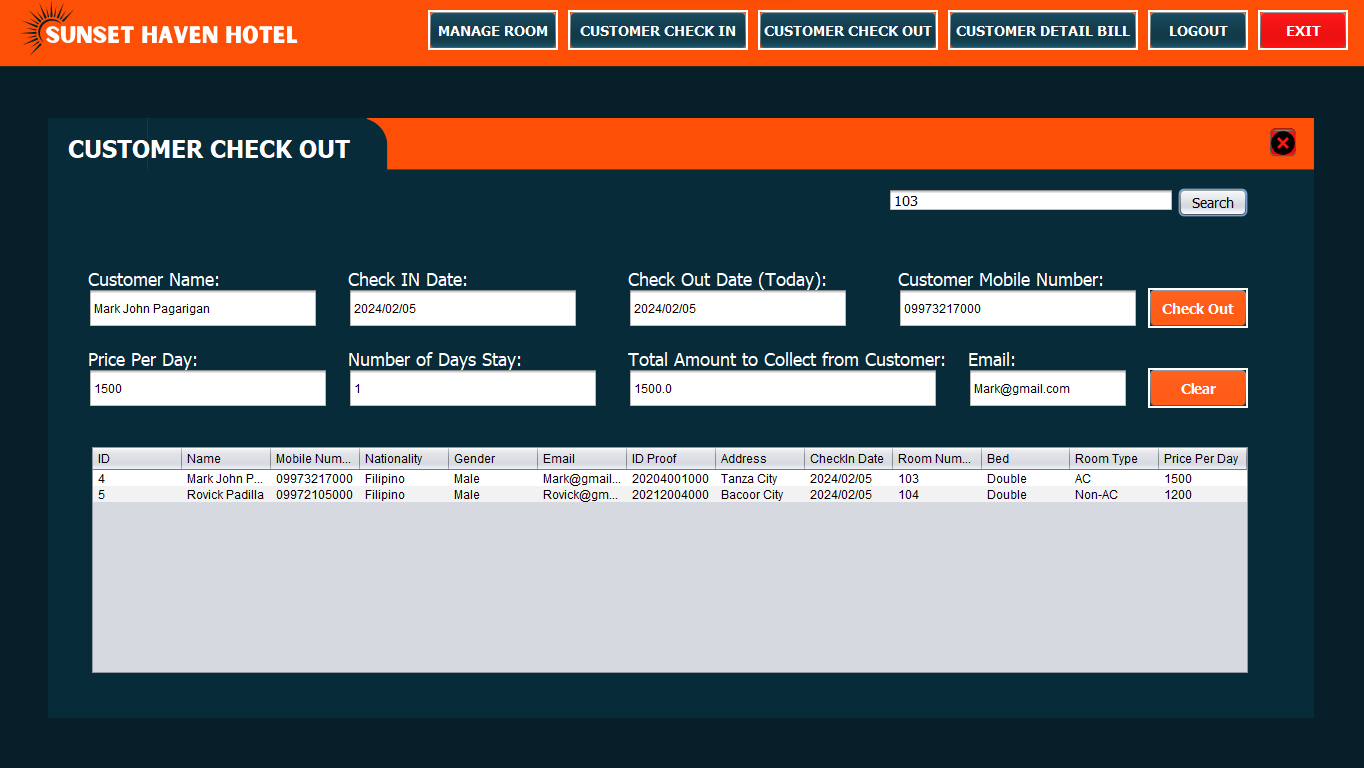 SUNSET HAVEN HOTEL
MANAGE ROOM
CUSTOMER CHECK IN
CUSTOMER CHECK OUT
CUSTOMER DETAIL BILL
LOGOUT
EXIT
CUSTOMER CHECK OUT
103
Search
Customer Name:
Check IN Date:
Check Out Date (Today):
Customer Mobile Number:
Mark John Pagarigan
2024/02/05
2024/02/05
09973217000
Check Out
Price Per Day:
Number of Days Stay:
Total Amount to Collect from Customer:
Email:
1500
1
1500.0
Mark@gmail.com
Clear
ID Name Mobile Num... Nationality Gender Email ID Proof Address CheckIn Date Room Num... Bed Room Type Price Per Day
4 Mark John P... 09973217000 Filipino Male Mark@gmail... 20204001000 Tanza City 2024/02/05 103 Double AC 1500
5 Rovick Padilla 09972105000 Filipino Male Rovick@gm... 20212004000 Bacoor City 2024/02/05 104 Double Non-AC 1200